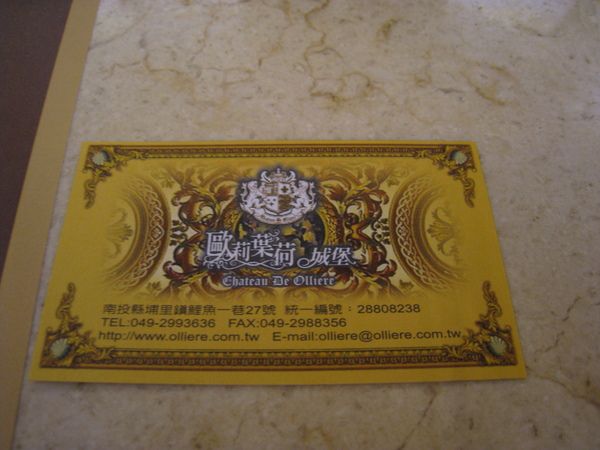 歐莉葉荷 城堡
Chateau De Olliere
南投縣埔里鎮鯉魚一巷27號 統一編號：28808238
TEL:049-2993636 FAX:049-2988356
http://www.olliere.com.tw E-mail:olliere@olliere.com.tw